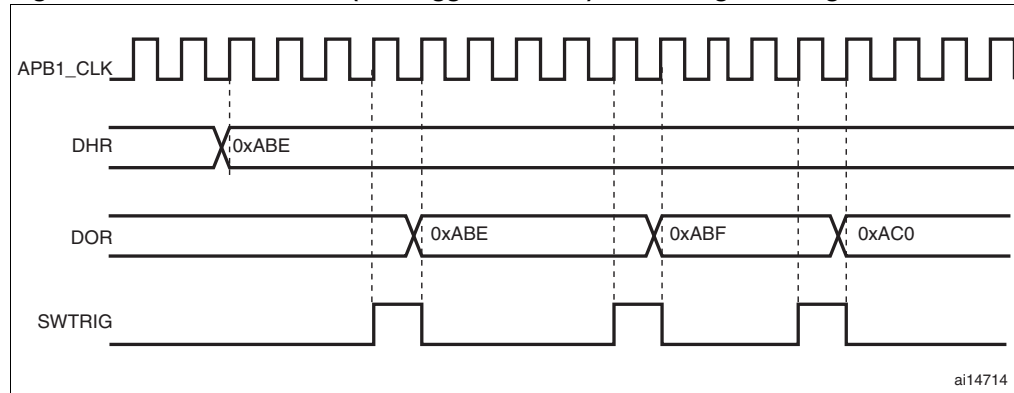 APB1_CLK
DHR
0xABE
DOR
0xABE
0xABF
0xAC0
SWTRIG
ai14714